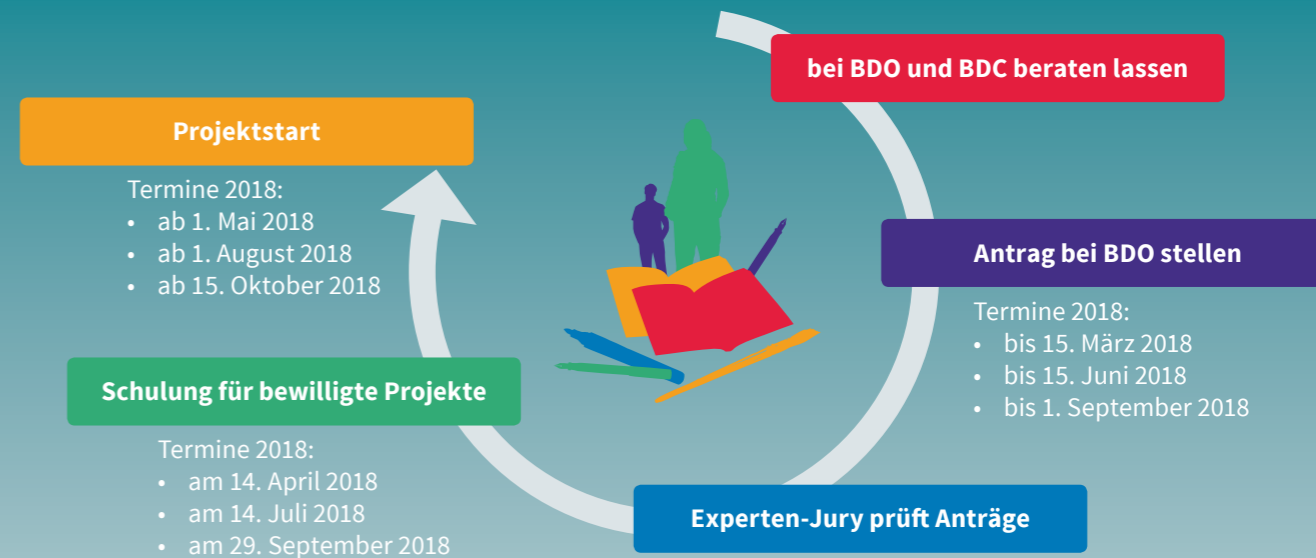 bei BDO und BDC beraten lassen
Antrag bei BDO stellen
Termine 2018:
• bis 15. März 2018
• bis 15. Juni 2018
• bis 1. September 2018
Experten-Jury prüft Anträge
Schulung für bewilligte Projekte
Termine 2018:
• am 14. April 2018
• am 14. Juli 2018
• am 29. September 2018
Projektstart
Termine 2018:
• ab 1. Mai 2018
• ab 1. August 2018
• ab 15. Oktober 2018